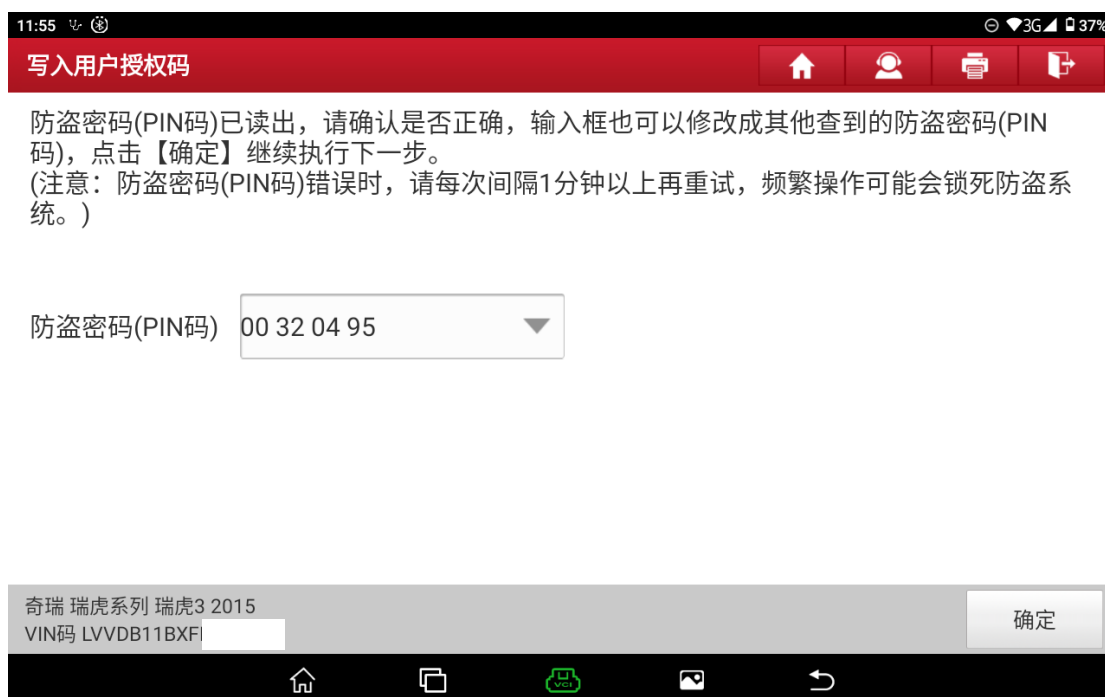 11:55
3G 37%
写入用户授权码
防盗密码(PIN码)已读出，请确认是否正确，输入框也可以修改成其他查到的防盗密码(PIN
码)，点击【确定】继续执行下一步。
(注意：防盗密码(PIN码)错误时，请每次间隔1分钟以上再重试，频繁操作可能会锁死防盗系
统。)
防盗密码(PIN码) 00 32 04 95
奇瑞 瑞虎系列 瑞虎3 2015
VIN码 LVVDB11BXF
确定
VCI